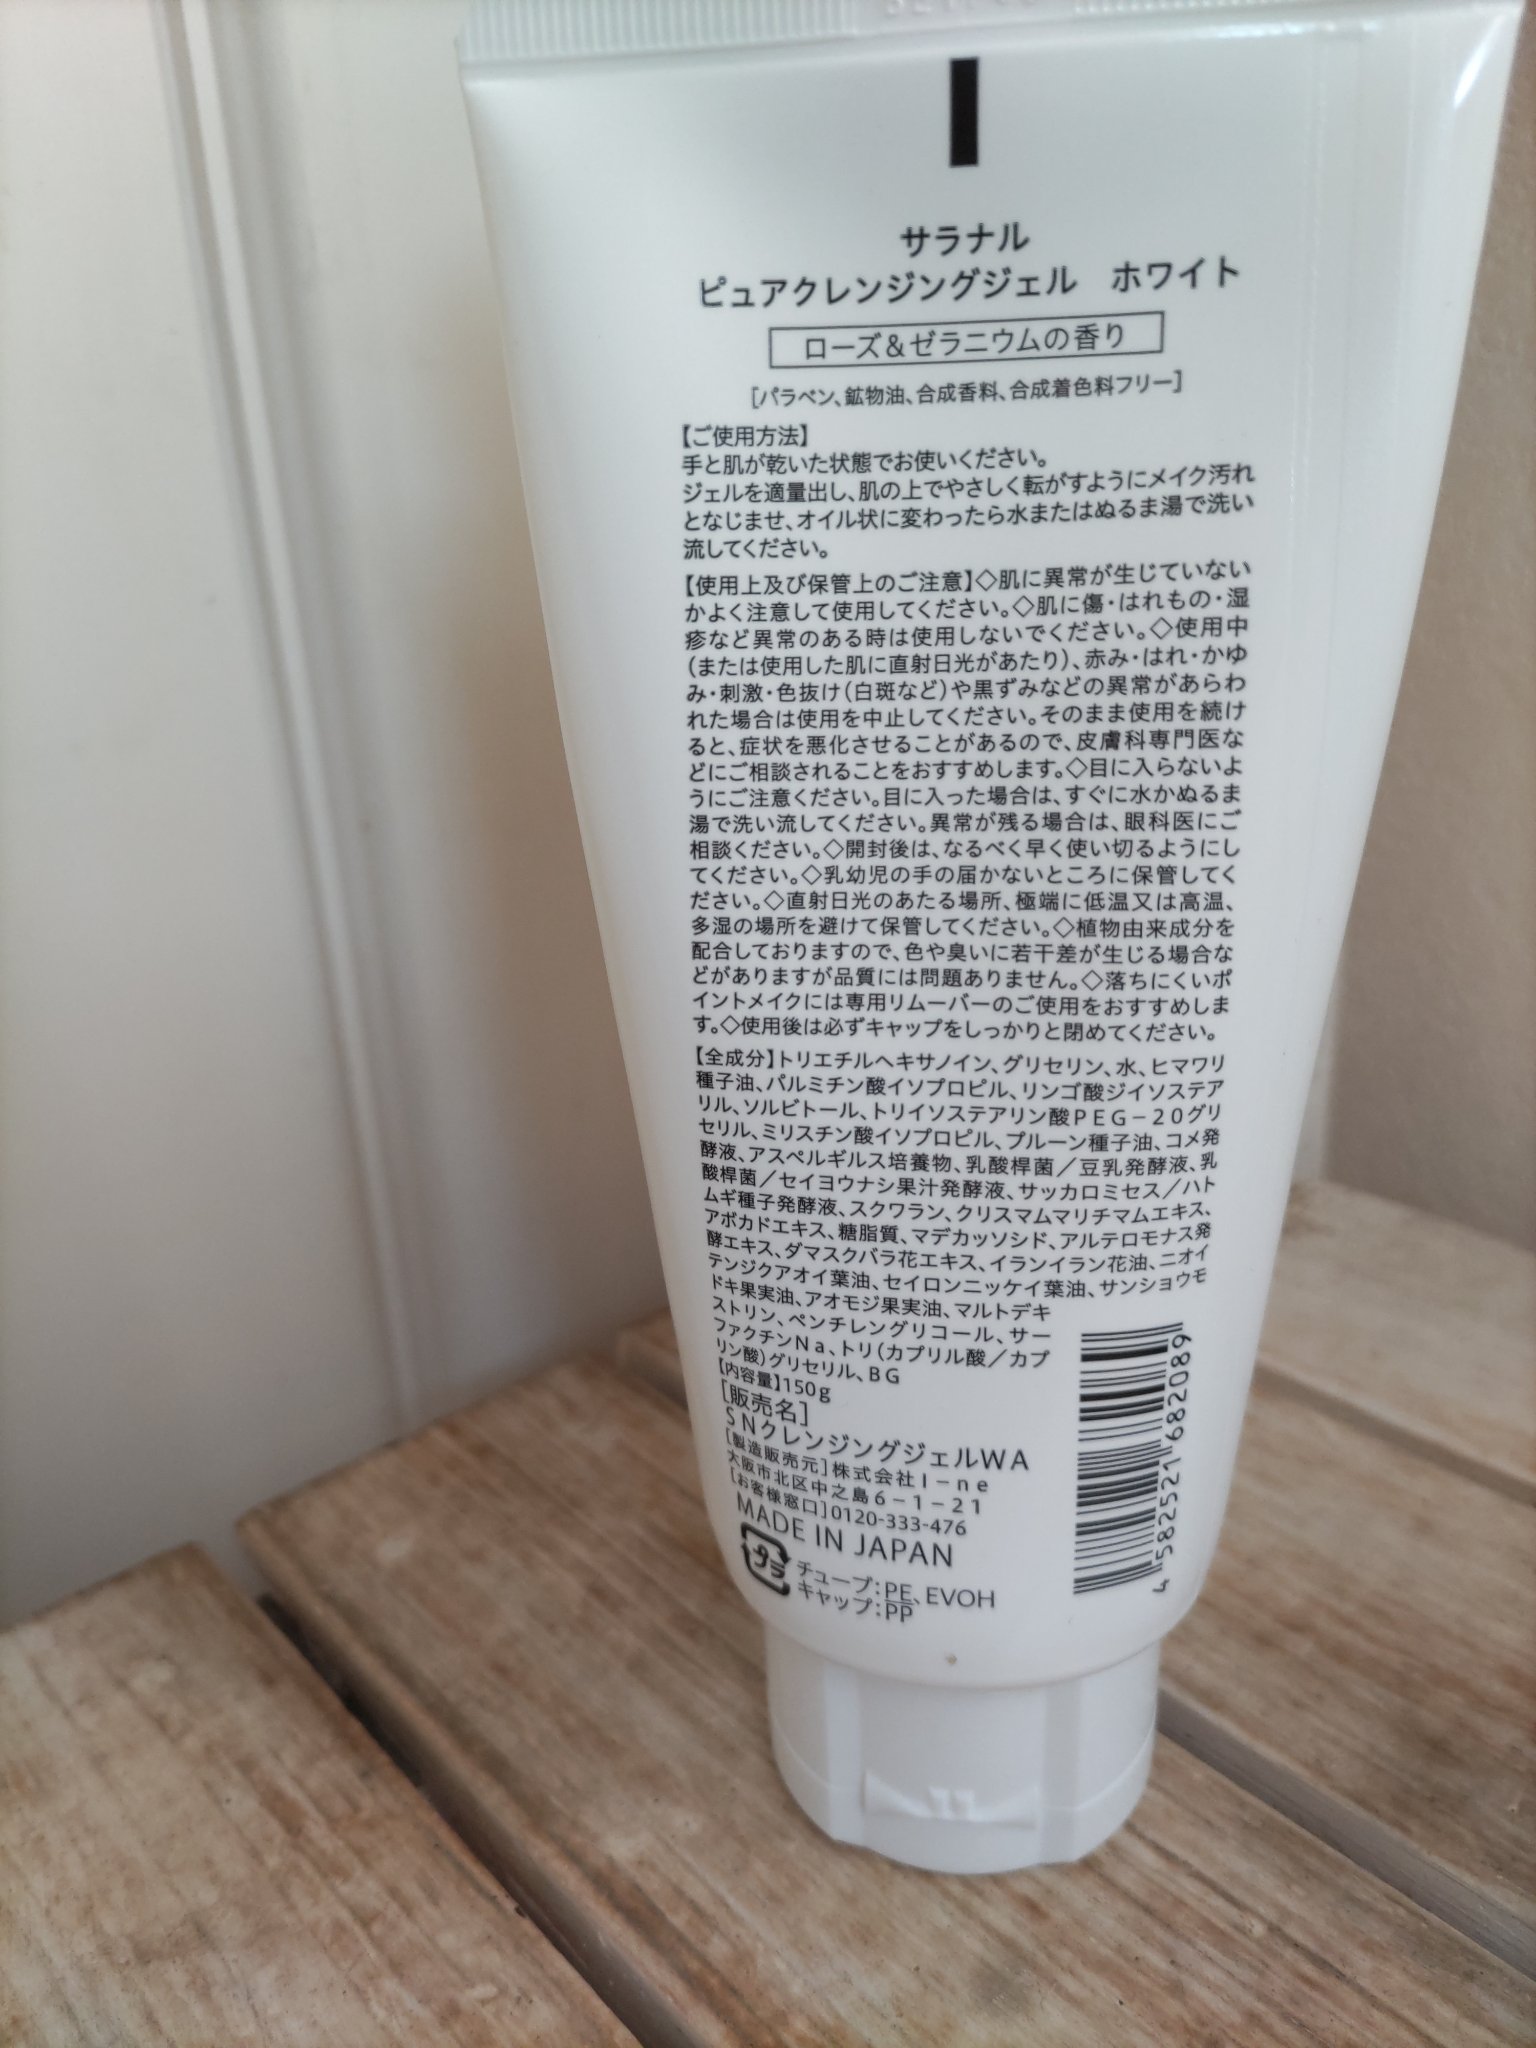 サラナル
ピュアクレンジングジェル　ホワイト
ローズ&ゼラニウムの香り
[パラベン、鉱物油、合成香料、合成着色料フリー]
【ご使用方法】
手と肌が乾いた状態でお使いください。
ジェルを適量出し、肌の上でやさしく転がすようにメイク汚れ
となじませ、オイル状に変わったら水またはぬるま湯で洗い
流してください。
【使用上及び保管上のご注意】◇肌に異常が生じていない
かよく注意して使用してください。◇肌に傷・はれもの・湿
疹など異常のある時は使用しないでください。◇使用中
(または使用した肌に直射日光があたり)、赤み・はれ・かゆ
み・刺激・色抜け(白斑など)や黒ずみなどの異常があらわ
れた場合は使用を中止してください。そのまま使用を続け
ると、症状を悪化させることがあるので、皮膚科専門医な
どにご相談されることをおすすめします。◇目に入らないよ
うにご注意ください。目に入った場合は、すぐに水かぬるま
湯で洗い流してください。異常が残る場合は、眼科医にご
相談ください。◇開封後は、なるべく早く使い切るようにし
てください。◇乳幼児の手の届かないところに保管してく
ださい。◇直射日光のあたる場所、極端に低温又は高温、
多湿の場所を避けて保管してください。◇植物由来成分を
配合しておりますので、色や臭いに若干差が生じる場合な
どがありますが品質には問題ありません。◇落ちにくいポ
イントメイクには専用リムーバーのご使用をおすすめしま
す。◇使用後は必ずキャップをしっかりと閉めてください。
【全成分】トリエチルヘキサノイン、グリセリン、水、ヒマワリ
種子油、パルミチン酸イソプロピル、リンゴ酸ジイソステア
リル、ソルビトール、トリイソステアリン酸PEG－20グリ
セリル、ミリスチン酸イソプロピル、プルーン種子油、コメ発
酵液、アスペルギルス培養物、乳酸桿菌／豆乳発酵液、乳
酸桿菌／セイヨウナシ果汁発酵液、サッカロミセス／ハト
ムギ種子発酵液、スクワラン、クリスマムマリチマムエキス、
アボカドエキス、糖脂質、マデカッソシド、アルテロモナス発
酵エキス、ダマスクバラ花エキス、イランイラン花油、ニオイ
テンジクアオイ葉油、セイロンニッケイ葉油、サンショウモ
ドキ果実油、アオモジ果実油、マルトデキ
ストリン、ペンチレングリコール、サー
ファクチンNa、トリ(カプリル酸／カプ
リン酸)グリセリル、BG
【内容量】150g
[販売名]
SNクレンジングジェルWA
[製造販売元]株式会社I－ne
大阪市北区中之島6－1－21
[お客様窓口]0120-333-476
MADE IN JAPAN
プラ
チューブ:PE、EVOH
キャップ:PP
4 582521 682089